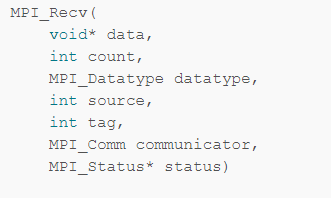 MPI_Recv(
    void* data,
    int count,
    MPI_Datatype datatype,
    int source,
    int tag,
    MPI_Comm communicator,
    MPI_Status* status)